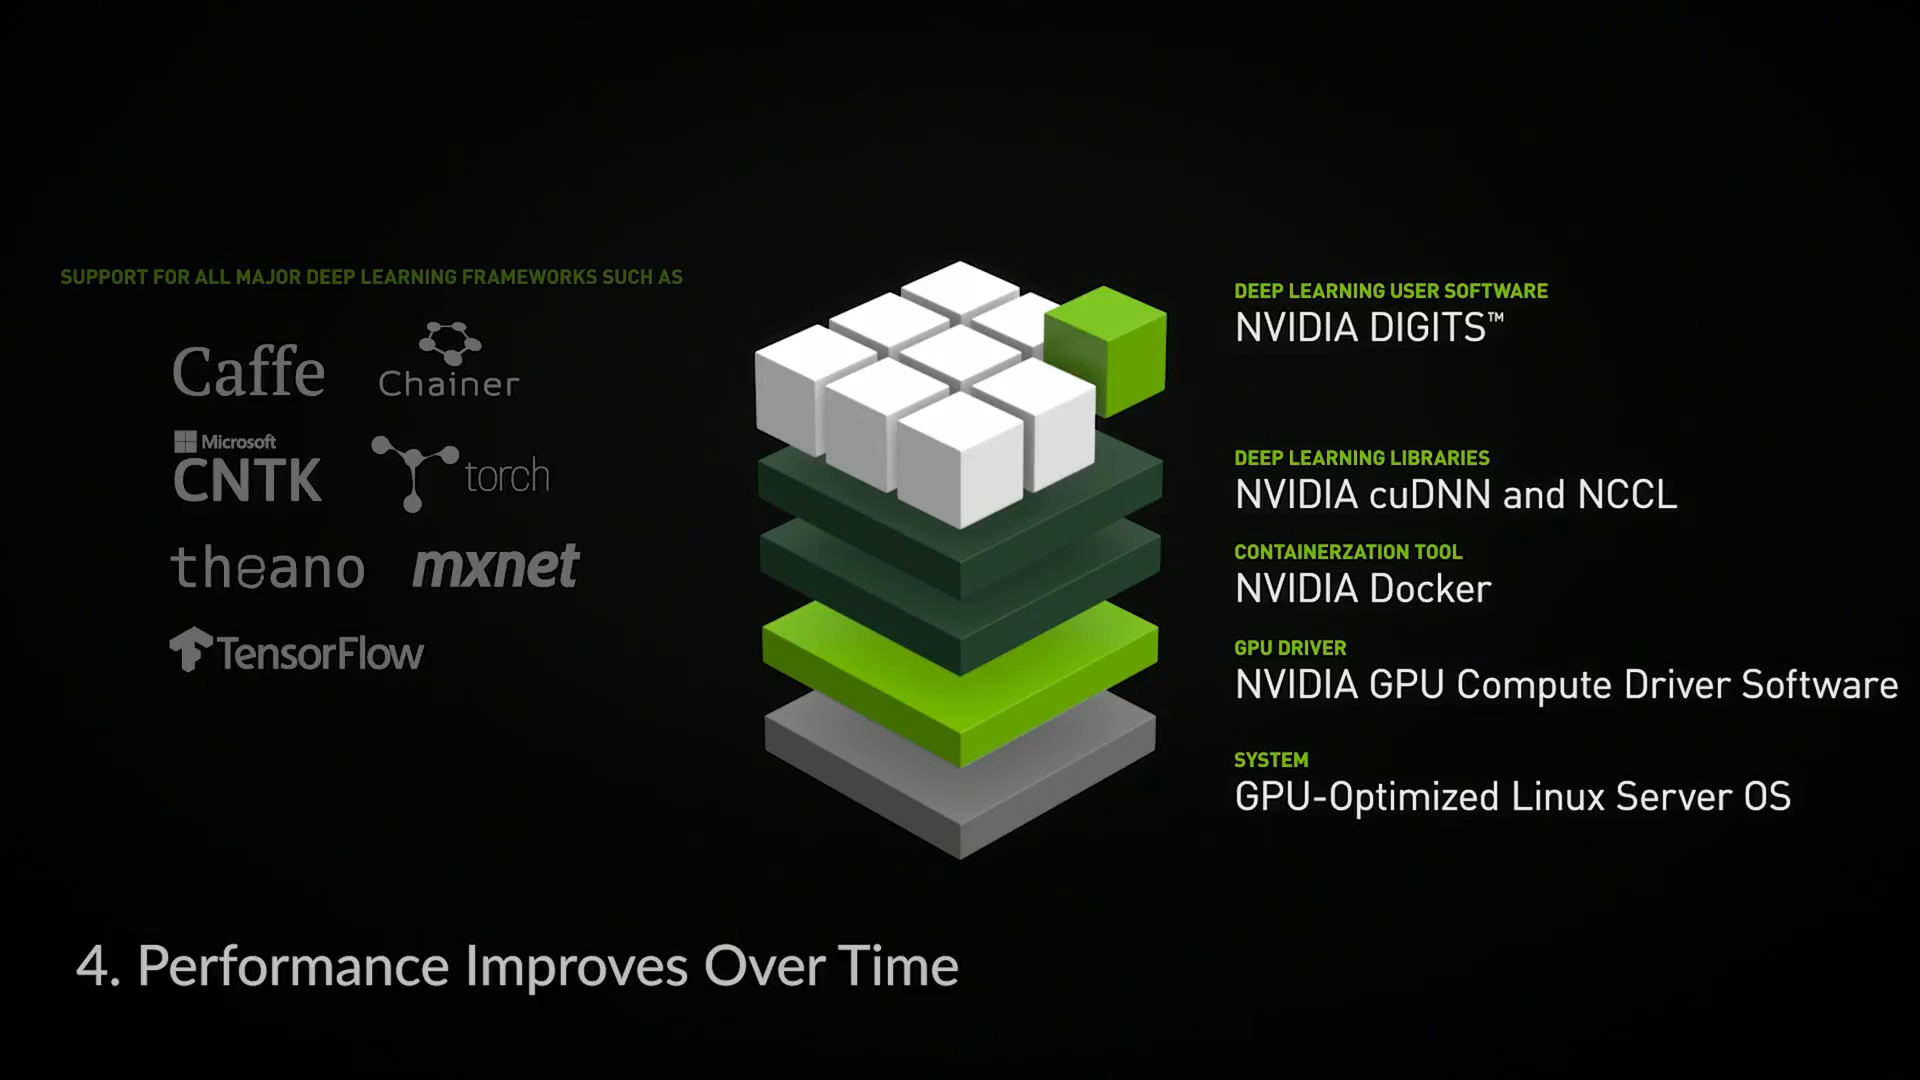 SUPPORT FOR ALL MAJOR DEEP LEARNING FRAMEWORKS SUCH AS
Caffe
Chainer
Microsoft
CNTK
torch
theano
mxnet
TensorFlow
DEEP LEARNING USER SOFTWARE
NVIDIA DIGITS™
DEEP LEARNING LIBRARIES
NVIDIA cuDNN and NCCL
CONTAINERZATION TOOL
NVIDIA Docker
GPU DRIVER
NVIDIA GPU Compute Driver Software
SYSTEM
GPU-Optimized Linux Server OS
4. Performance Improves Over Time